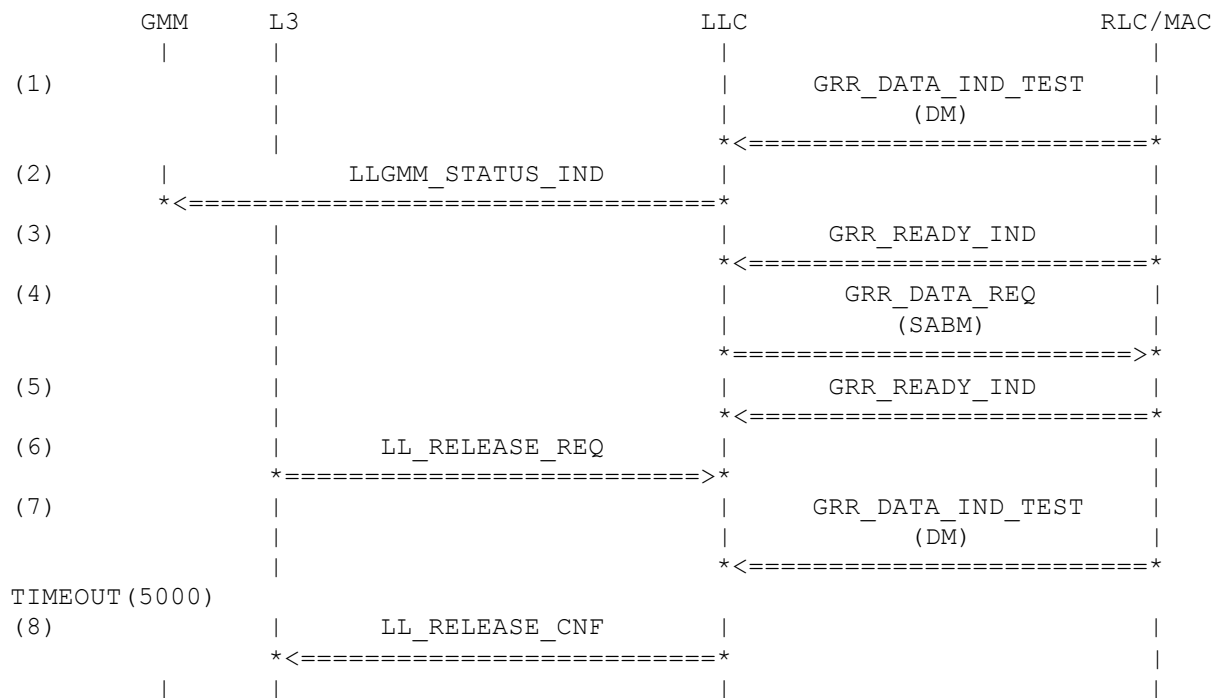 GMM L3 LLC RLC/MAC
| | | |
(1) | | GRR_DATA_IND_TEST |
| | (DM) |
| *<==========================*
(2) | LLGMM_STATUS_IND | |
*<=================================* |
(3) | | GRR_READY_IND |
| *<==========================*
(4) | | GRR_DATA_REQ |
| | (SABM) |
| *=========================>*
(5) | | GRR_READY_IND |
| *<==========================*
(6) | LL_RELEASE_REQ | |
*==========================>* |
(7) | | GRR_DATA_IND_TEST |
| | (DM) |
| *<==========================*
TIMEOUT(5000)
(8) | LL_RELEASE_CNF | |
*<==========================* |
| | | |